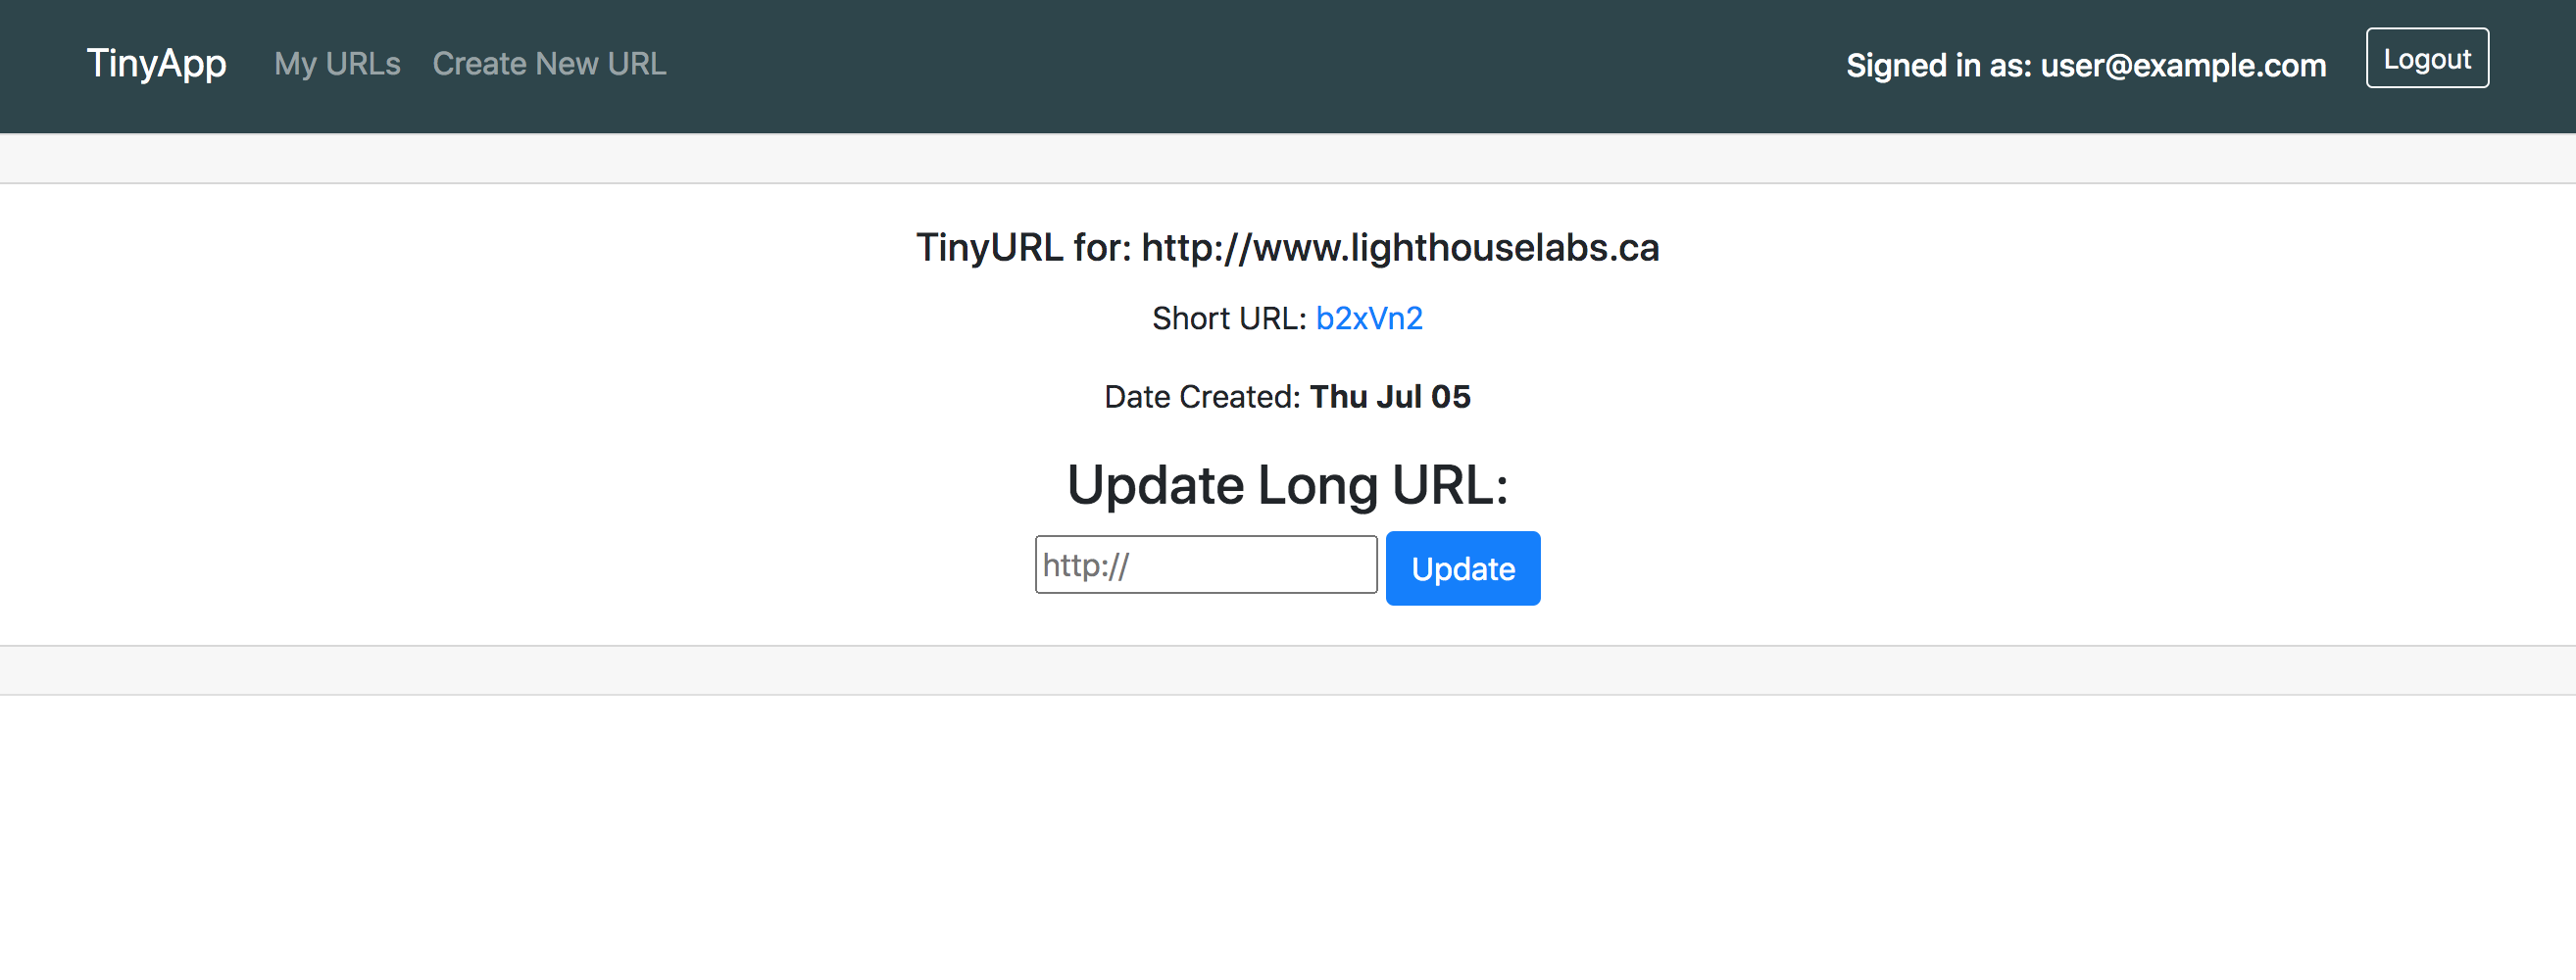 TinyApp My URLs Create New URL Signed in as: user@example.com Logout
TinyURL for: http://www.lighthouselabs.ca
Short URL: b2xVn2
Date Created: Thu Jul 05
Update Long URL:
http:// Update